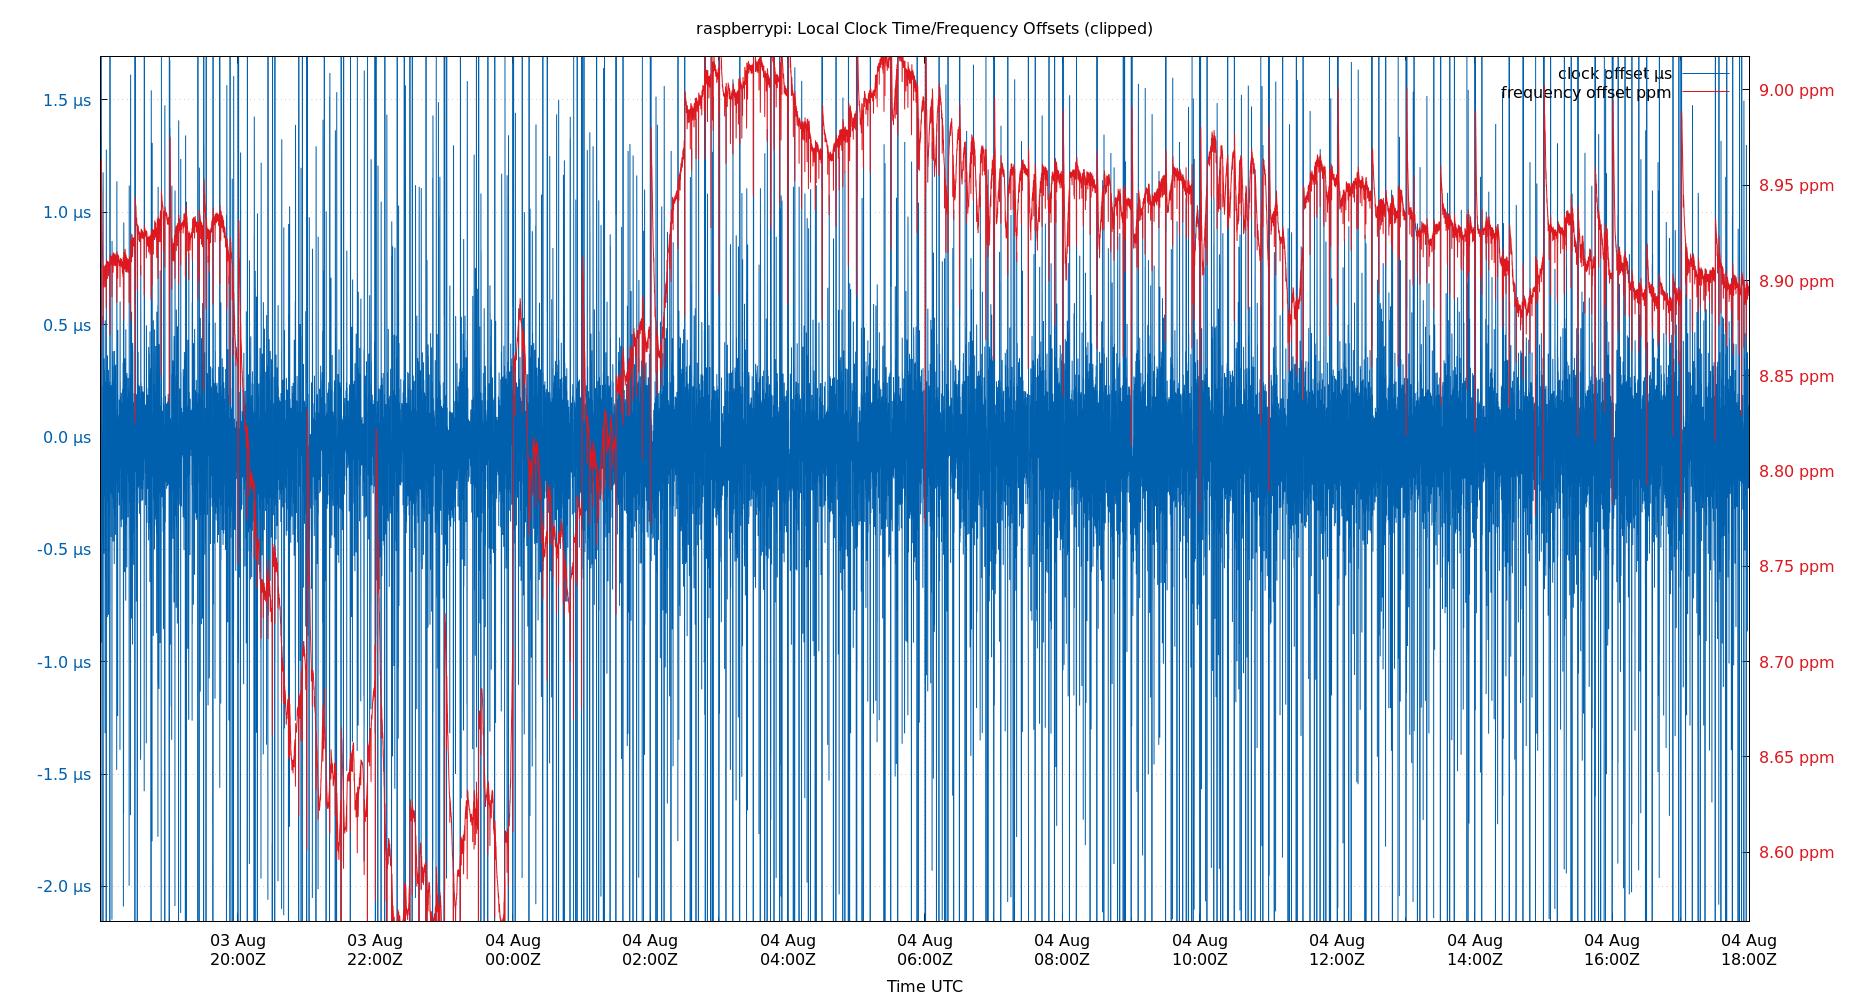 raspberrypi: Local Clock Time/Frequency Offsets (clipped)
clock offset µs
frequency offset ppm
1.5 µs
1.0 µs
0.5 µs
0.0 µs
-0.5 µs
-1.0 µs
-1.5 µs
-2.0 µs
9.00 ppm
8.95 ppm
8.90 ppm
8.85 ppm
8.80 ppm
8.75 ppm
8.70 ppm
8.65 ppm
8.60 ppm
03 Aug 03 Aug 04 Aug 04 Aug 04 Aug 04 Aug 04 Aug 04 Aug 04 Aug 04 Aug 04 Aug 04 Aug
20:00Z 22:00Z 00:00Z 02:00Z 04:00Z 06:00Z 08:00Z 10:00Z 12:00Z 14:00Z 16:00Z 18:00Z
Time UTC